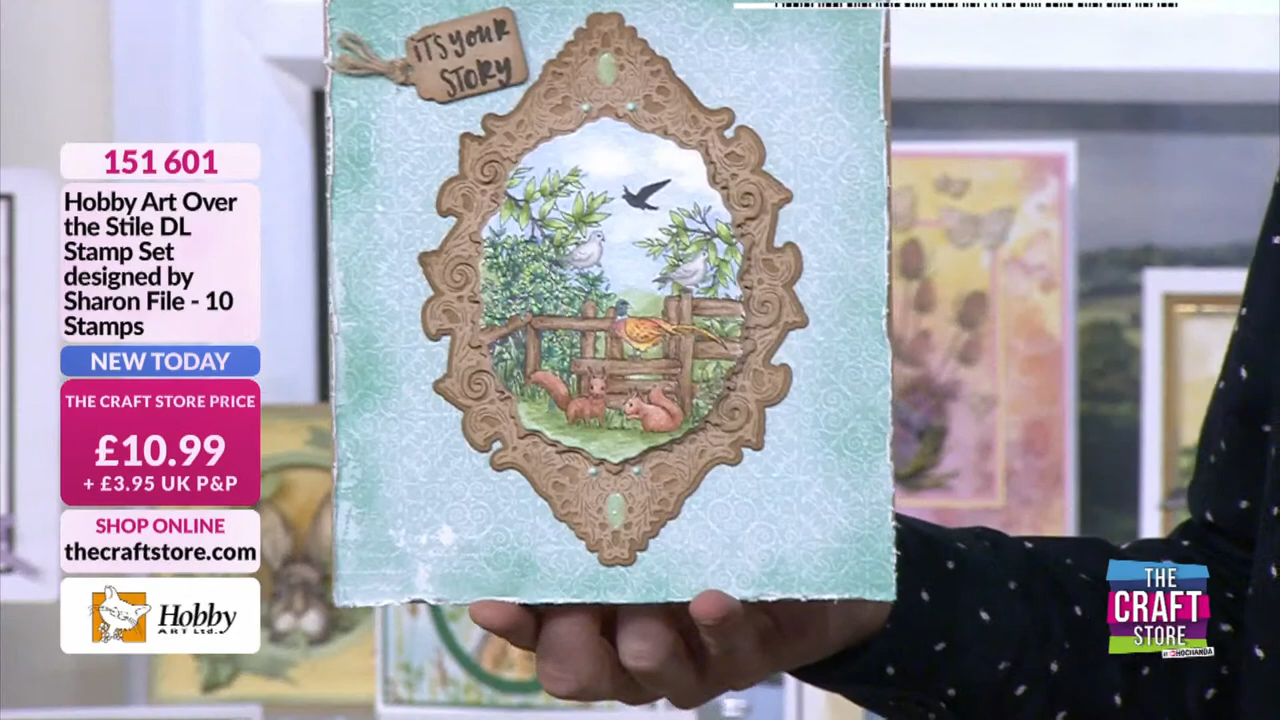 IT'S YOUR
STORY
151 601
Hobby Art Over
the Stile DL
Stamp Set
designed by
Sharon File - 10
Stamps
NEW TODAY
THE CRAFT STORE PRICE
£10.99
+ £3.95 UK P&P
SHOP ONLINE
thecraftstore.com
Hobby
ART Ltd.
THE
CRAFT
STORE
HOCHANDA